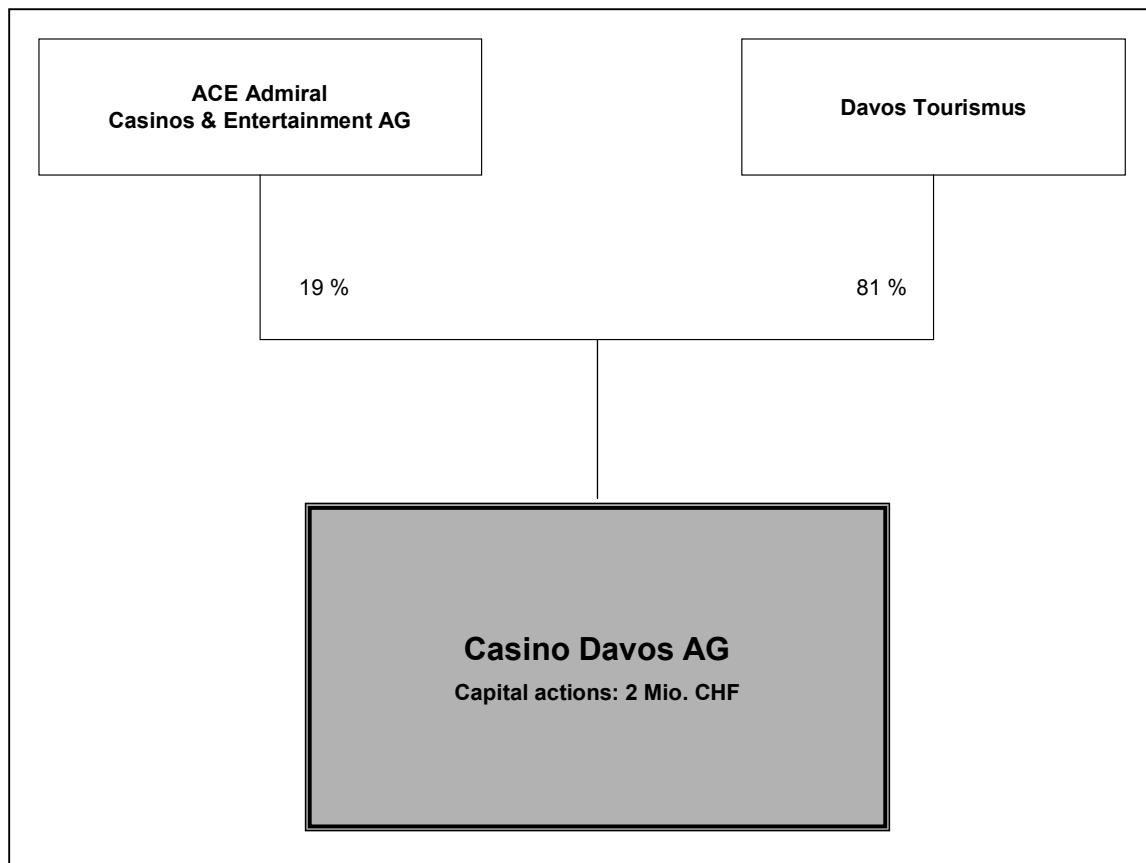 ACE Admiral
Casinos & Entertainment AG
Davos Tourismus
19 %
81 %
Casino Davos AG
Capital actions: 2 Mio. CHF